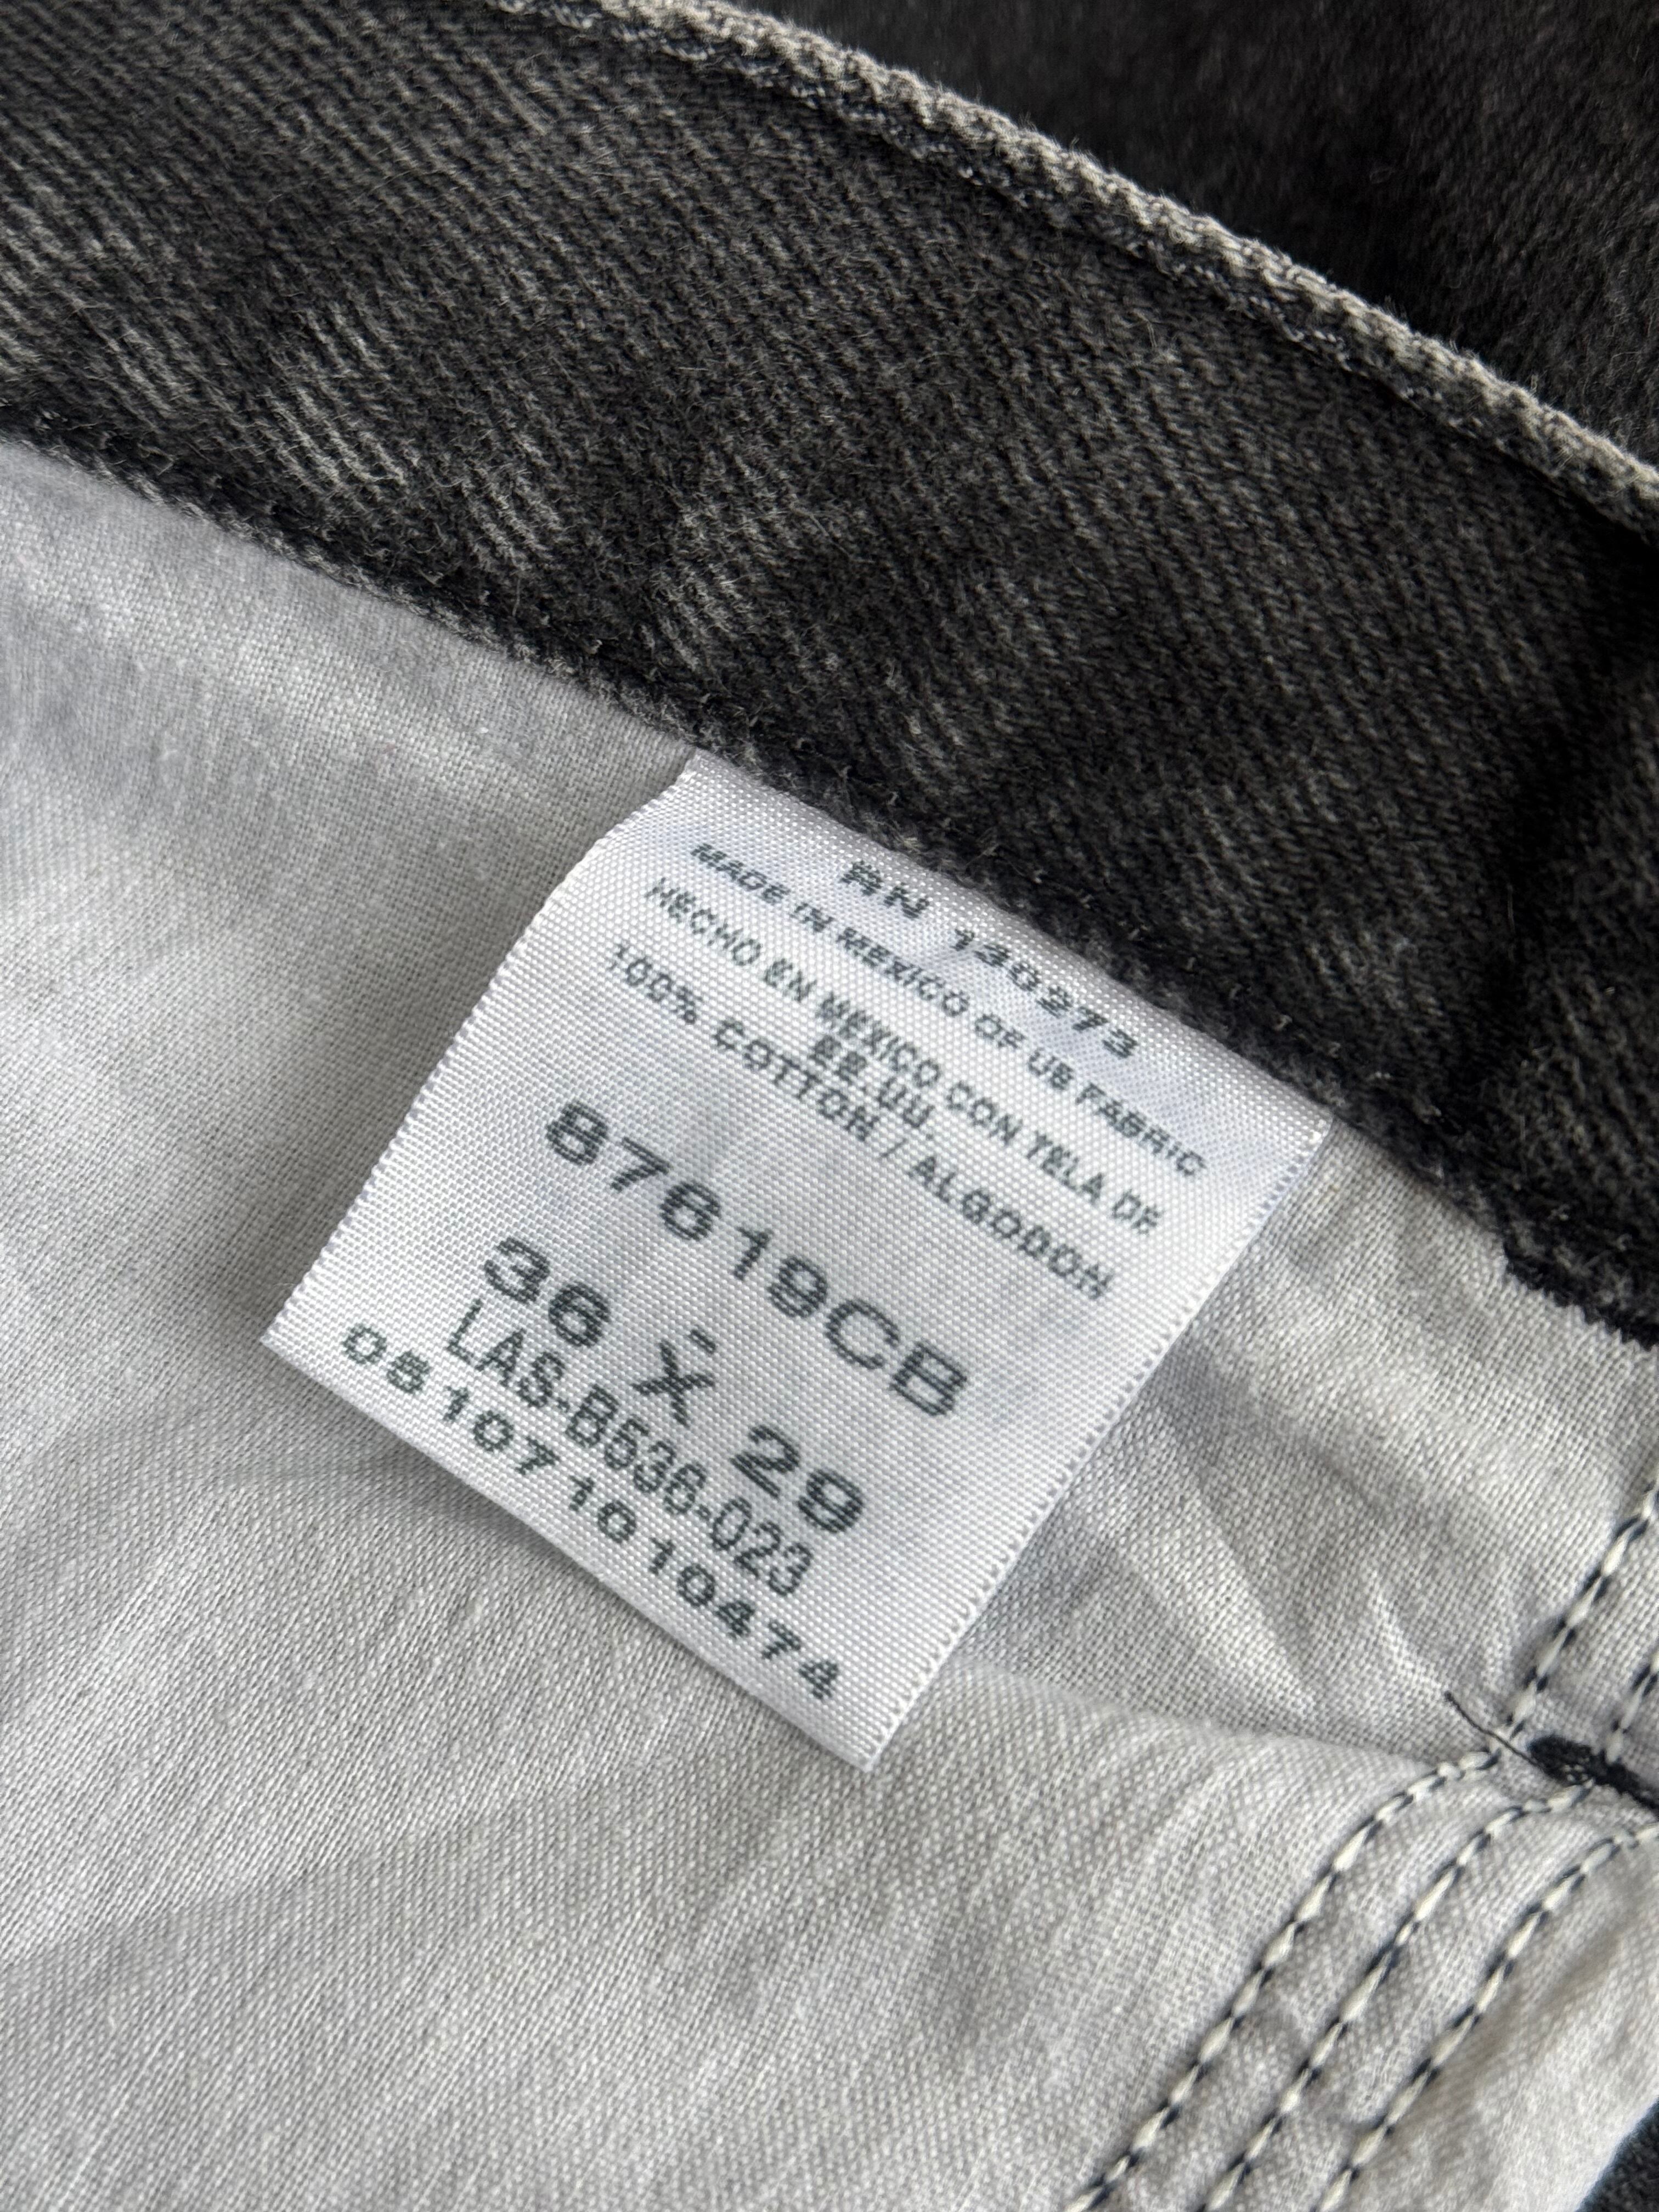 RN 130273
MADE IN MEXICO OF US FABRIC
HECHO EN MEXICO CON TELA DE
EE.UU.
100% COTTON / ALGODON
87619CB
36 X 29
LAS-B536-023
051071010474